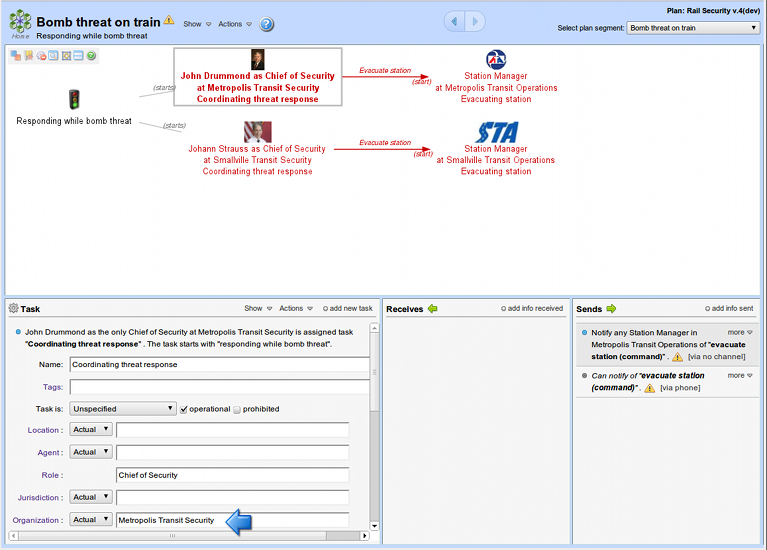 Bomb threat on train
Show
Actions
Plan: Rail Security v.4(dev)
Home
Responding while bomb threat
Select plan segment:
Bomb threat on train
John Drummond as Chief of Security
at Metropolis Transit Security
Coordinating threat response
(starts)
Evacuate station
(start)
Station Manager
at Metropolis Transit Operations
Evacuating station
Responding while bomb threat
(starts)
Johann Strauss as Chief of Security
at Smallville Transit Security
Coordinating threat response
Evacuate station
(start)
STA
Station Manager
at Smallville Transit Operations
Evacuating station
Task
Show
Actions
add new task
John Drummond as the only Chief of Security at Metropolis Transit Security is assigned task
"Coordinating threat response" . The task starts with "responding while bomb threat".
Name: Coordinating threat response
Tags:
Task is: Unspecified operational prohibited
Location : Actual
Agent : Actual
Role : Chief of Security
Jurisdiction : Actual
Organization : Actual Metropolis Transit Security
Receives
add info received
Sends
add info sent
Notify any Station Manager in more
Metropolis Transit Operations of "evacuate
station (command)" . [via no channel]
Can notify of "evacuate station more
(command)" . [via phone]